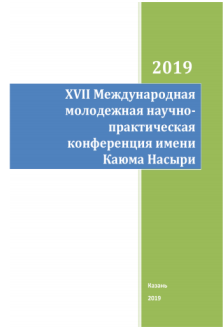 2019
XVII Международная
молодежная научно-
практическая
конференция имени
Каюма Насыри
Казань
2019